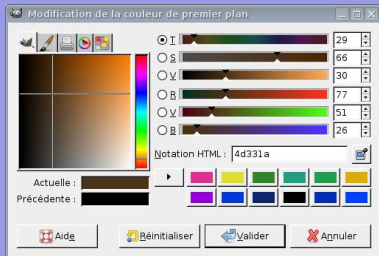 Modification de la couleur de premier plan
T 29
S 66
V 30
R 77
V 51
B 26
Notation HTML : 4d331a
Actuelle :
Précédente :
Aide Réinitialiser Valider Annuler